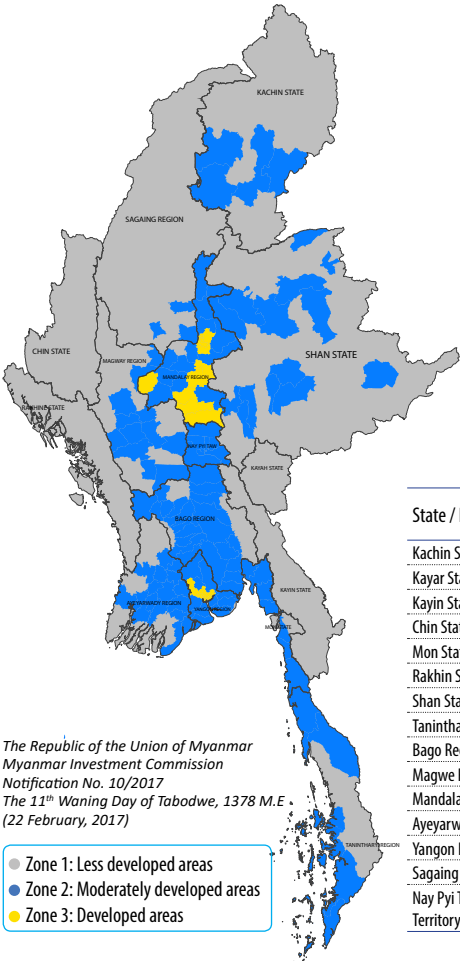 KACHIN STATE
SAGAING REGION
CHIN STATE
SHAN STATE
MAGWAY REGION
MANDALAY REGION
RAKHINE STATE
NAY PYI TAW
KAYAH STATE
BAGO REGION
KAYIN STATE
AYEYARWADY REGION
YANGON REGION
MON STATE
TANINTHARYI REGION
State /
Kachin S
Kayar Sta
Kayin Sta
Chin Stat
Mon Stat
Rakhin S
Shan Sta
Tanintha
Bago Re
Magwe
Mandala
Ayeyarw
Yangon
Sagaing
Nay Pyi T
Territory
The Republic of the Union of Myanmar
Myanmar Investment Commission
Notification No. 10/2017
The 11th Waning Day of Tabodwe, 1378 M.E
(22 February, 2017)
Zone 1: Less developed areas
Zone 2: Moderately developed areas
Zone 3: Developed areas